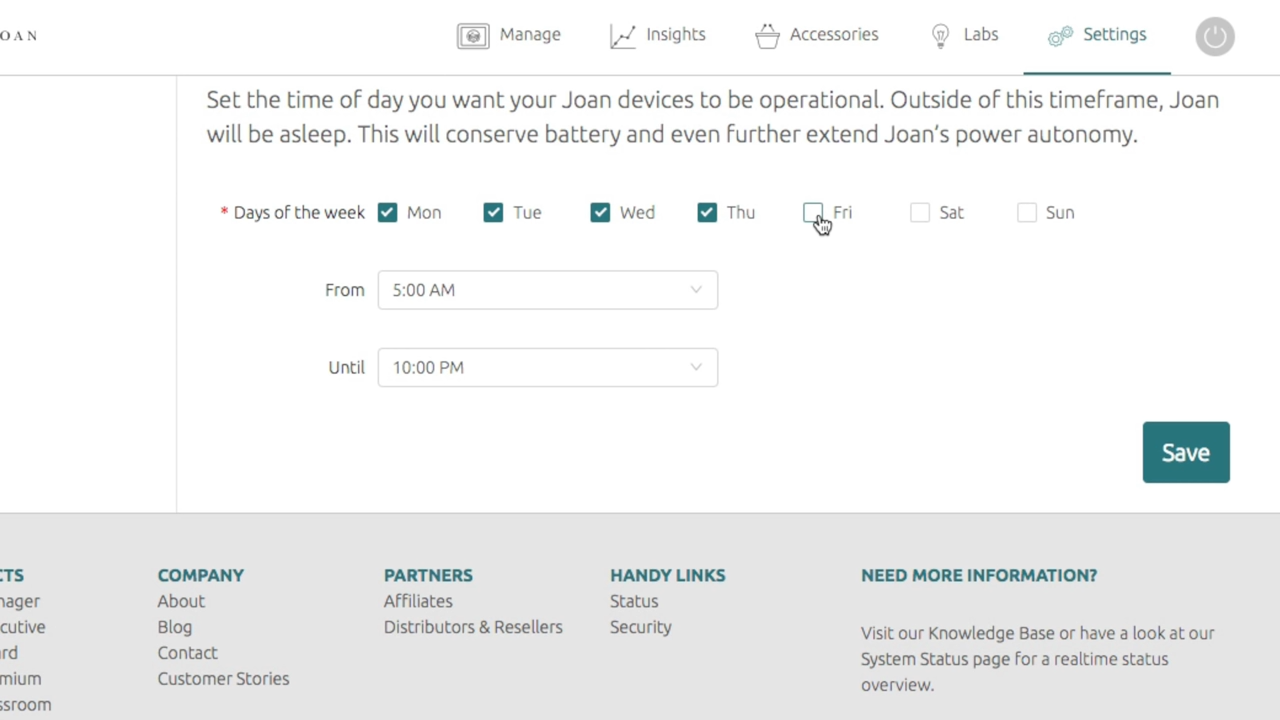 OAN
Manage
Insights
Accessories
Labs
Settings
Set the time of day you want your Joan devices to be operational. Outside of this timeframe, Joan
will be asleep. This will conserve battery and even further extend Joan’s power autonomy.
* Days of the week Mon Tue Wed Thu Fri Sat Sun
From 5:00 AM
Until 10:00 PM
Save
CTS
nager
cutive
rd
mium
ssroom
COMPANY
About
Blog
Contact
Customer Stories
PARTNERS
Affiliates
Distributors & Resellers
HANDY LINKS
Status
Security
NEED MORE INFORMATION?
Visit our Knowledge Base or have a look at our
System Status page for a realtime status
overview.